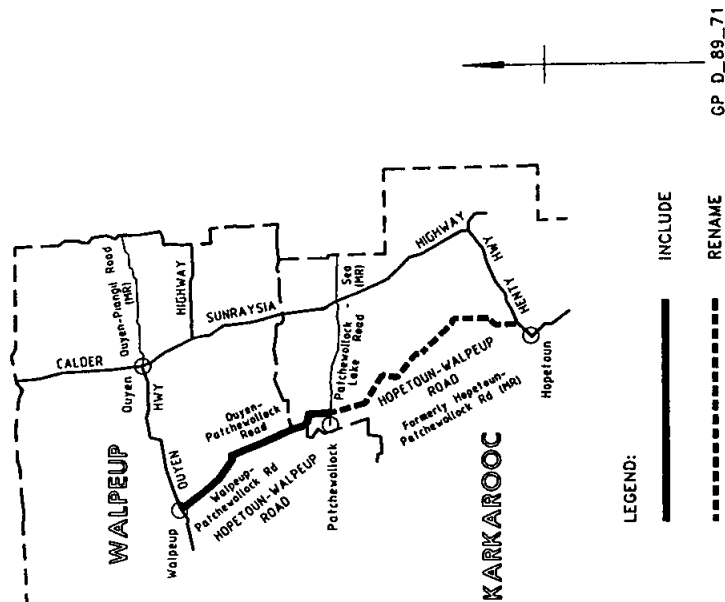 WALPEUP
CALDER
Ouyen-Piangil Road
(MR)
Ouyen
HWY
HIGHWAY
OUYEN
Walpeup
SUNRAYSIA
HIGHWAY
Ouyen-
Patchewollock
Road
Walpeup-
Patchewollock Rd
HOPETOUN-WALPEUP
ROAD
Patchewollock
Patchewollock - Sea
Lake Road (MR)
HOPETOUN-WALPEUP
ROAD
Formerly Hopetoun-
Patchewollock Rd (MR)
HENTY HWY
Hopetoun
KARKAROOC
LEGEND:
INCLUDE
RENAME
GP D_89_71